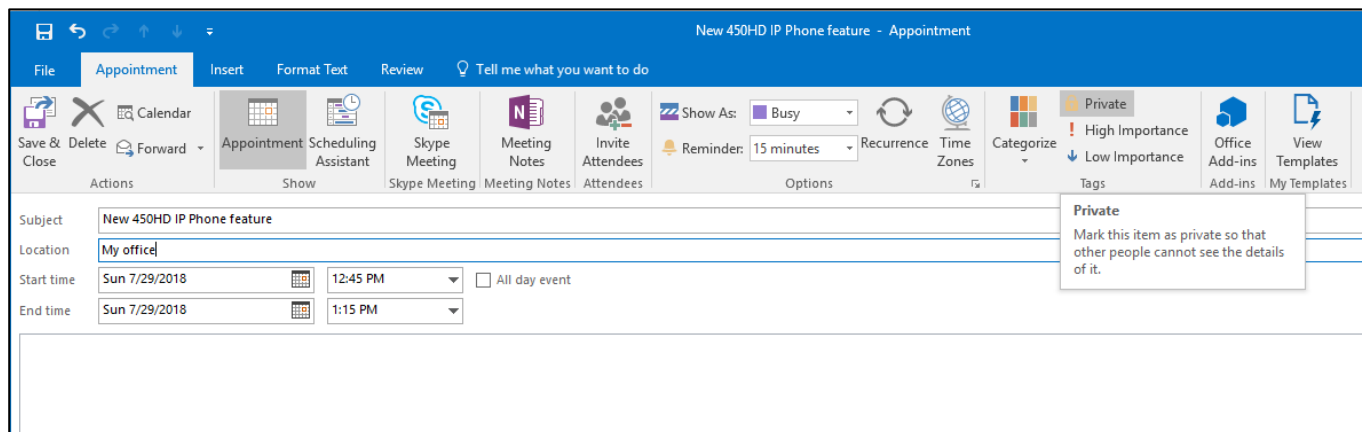 New 450HD IP Phone feature - Appointment
File Appointment Insert Format Text Review Tell me what you want to do
Save & Close
Delete
Calendar
Forward
Actions
Appointment
Scheduling Assistant
Show
Skype Meeting
Skype Meeting
Meeting Notes
Meeting Notes
Invite Attendees
Attendees
Show As: Busy
Reminder: 15 minutes
Recurrence
Time Zones
Options
Categorize
Private
High Importance
Low Importance
Tags
Office Add-ins
Add-ins
View Templates
My Templates
Subject New 450HD IP Phone feature
Location My office
Start time Sun 7/29/2018 12:45 PM All day event
End time Sun 7/29/2018 1:15 PM
Private
Mark this item as private so that
other people cannot see the details
of it.